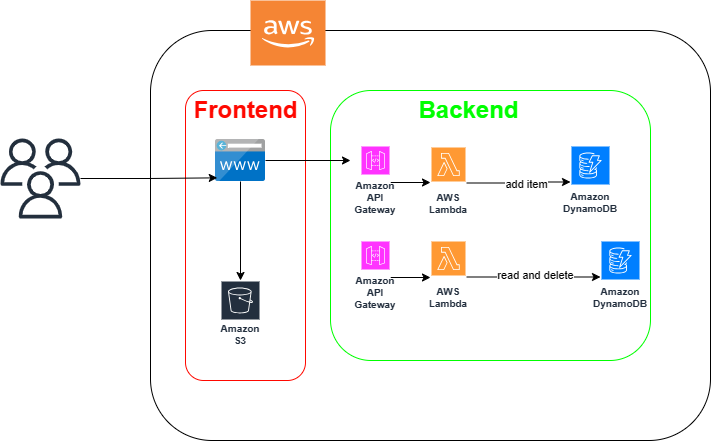 aws
Frontend
Backend
WWW
Amazon
API
Gateway
AWS
Lambda
add item
Amazon
DynamoDB
Amazon
API
Gateway
AWS
Lambda
read and delete
Amazon
DynamoDB
Amazon
S3